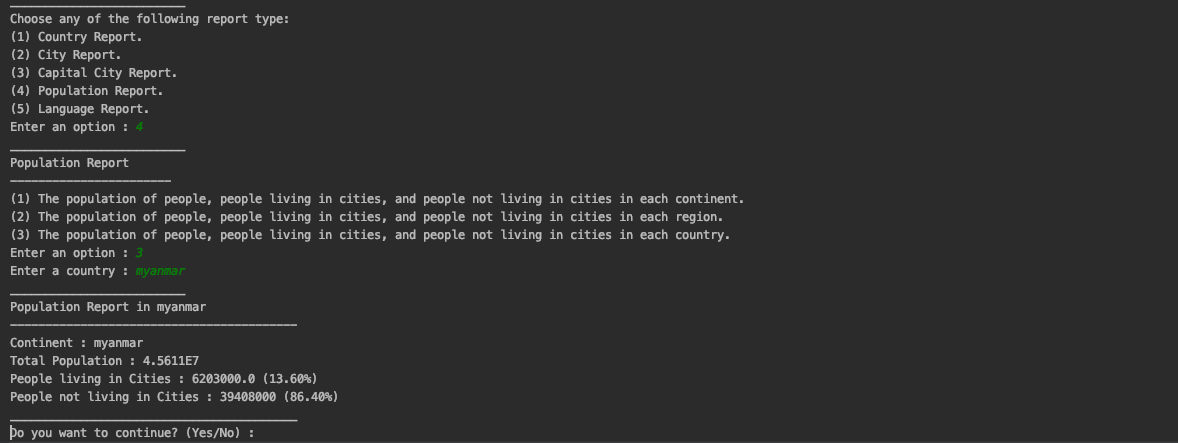 Choose any of the following report type:
(1) Country Report.
(2) City Report.
(3) Capital City Report.
(4) Population Report.
(5) Language Report.
Enter an option : 4
Population Report
(1) The population of people, people living in cities, and people not living in cities in each continent.
(2) The population of people, people living in cities, and people not living in cities in each region.
(3) The population of people, people living in cities, and people not living in cities in each country.
Enter an option : 3
Enter a country : myanmar
Population Report in myanmar
Continent : myanmar
Total Population : 4.5611E7
People living in Cities : 6203000.0 (13.60%)
People not living in Cities : 39408000 (86.40%)
Do you want to continue? (Yes/No) :